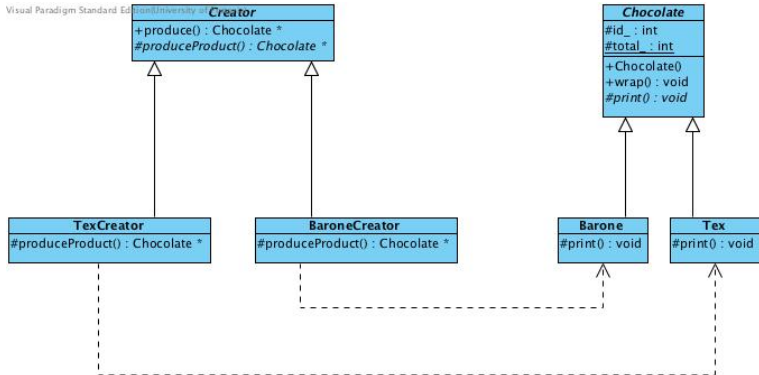 Visual Paradigm Standard Edition(University of
Creator
+produce() : Chocolate *
#produceProduct() : Chocolate *
Chocolate
#id_ : int
#total_ : int
+Chocolate()
+wrap() : void
#print() : void
TexCreator
#produceProduct() : Chocolate *
BaroneCreator
#produceProduct() : Chocolate *
Barone
#print() : void
Tex
#print() : void